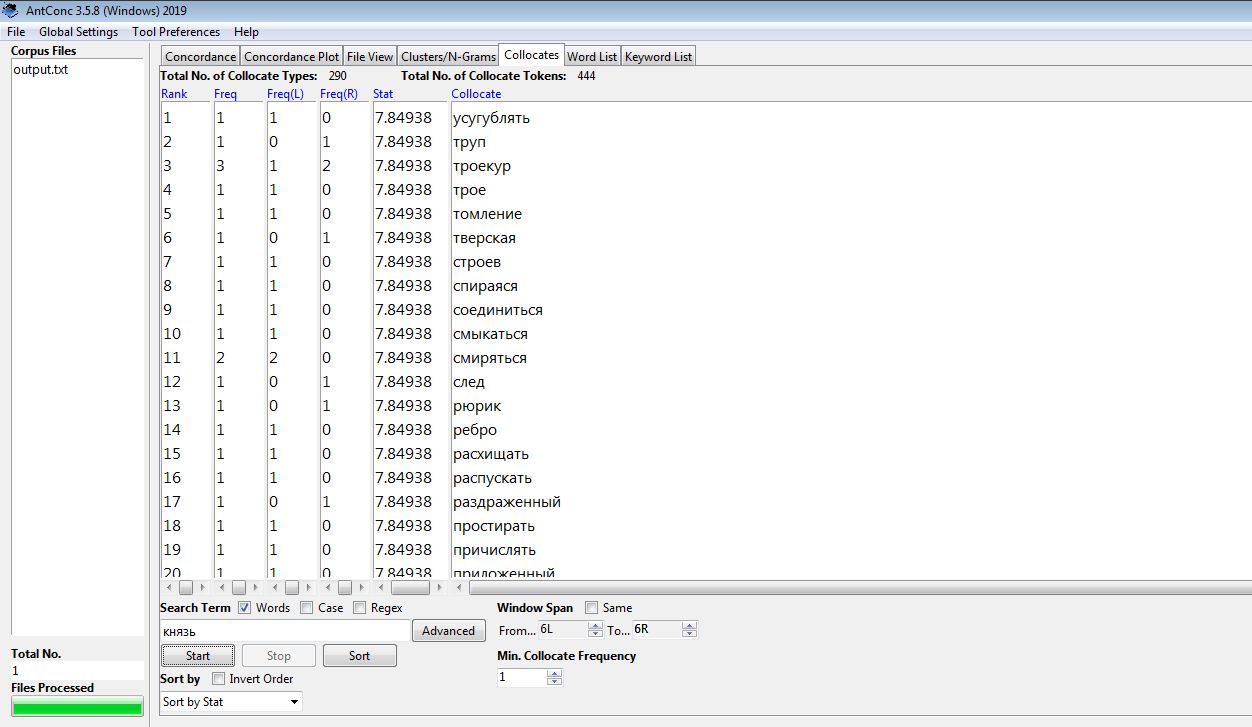 AntConc 3.5.8 (Windows) 2019
File Global Settings Tool Preferences Help
Corpus Files
output.txt
Concordance Concordance Plot File View Clusters/N-Grams Collocates Word List Keyword List
Total No. of Collocate Types: 290 Total No. of Collocate Tokens: 444
Rank Freq Freq(L) Freq(R) Stat Collocate
1 1 1 0 7.84938 усугублять
2 1 0 1 7.84938 труп
3 3 1 2 7.84938 троекур
4 1 1 0 7.84938 трое
5 1 1 0 7.84938 томление
6 1 0 1 7.84938 тверская
7 1 1 0 7.84938 строев
8 1 1 0 7.84938 спираяся
9 1 1 0 7.84938 соединиться
10 1 1 0 7.84938 смыкаться
11 2 2 0 7.84938 смиряться
12 1 0 1 7.84938 след
13 1 0 1 7.84938 рюрик
14 1 1 0 7.84938 ребро
15 1 1 0 7.84938 расхищать
16 1 1 0 7.84938 распускать
17 1 0 1 7.84938 раздраженный
18 1 1 0 7.84938 простирать
19 1 1 0 7.84938 причислять
20 1 1 0 7.84938 приложенный
Search Term Words Case Regex Window Span Same
князь Advanced From... 6L To... 6R
Start Stop Sort Min. Collocate Frequency
Total No.
1
Files Processed
Sort by Invert Order 1
Sort by Stat